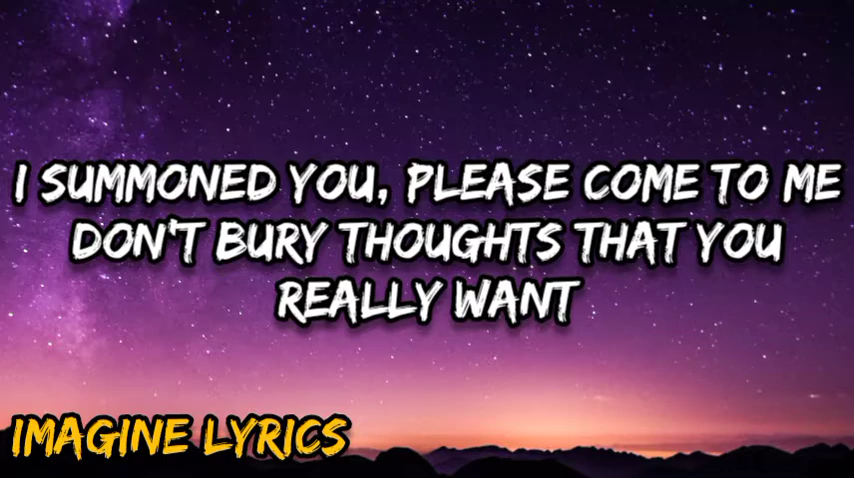 I SUMMONED YOU, PLEASE COME TO ME
DON'T BURY THOUGHTS THAT YOU
REALLY WANT
IMAGINE LYRICS